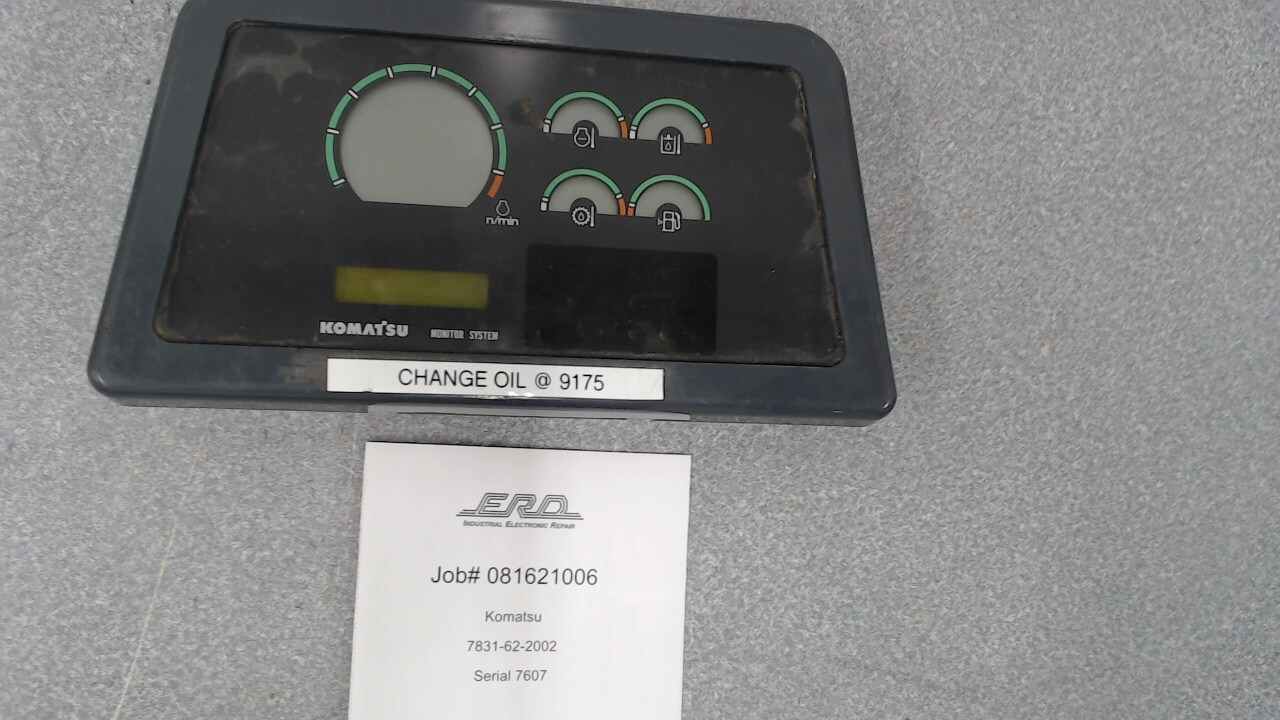 n/min
KOMATSU MONITOR SYSTEM
CHANGE OIL @ 9175
ERD
INDUSTRIAL ELECTRONIC REPAIR
Job# 081621006
Komatsu
7831-62-2002
Serial 7607